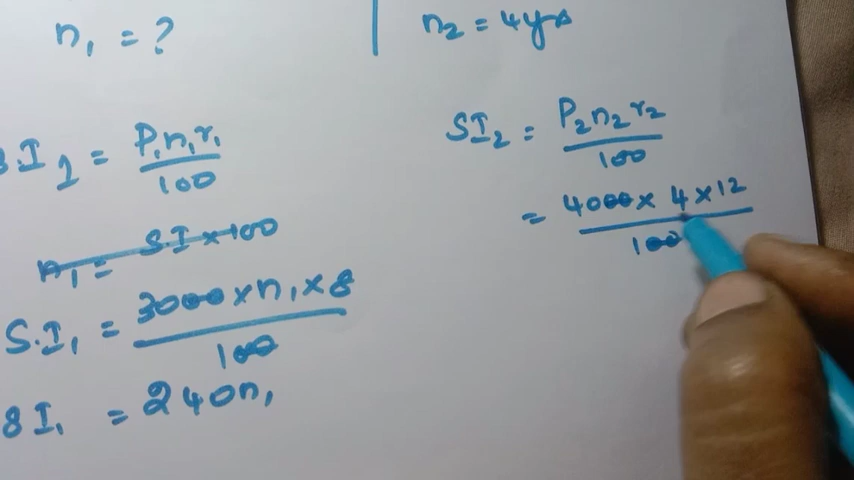 n₁ = ?
S.I₁ = P₁n₁r₁ / 100
n₁ = S.I × 100
S.I₁ = 3000 × n₁ × 8 / 100
SI₁ = 240n₁
n₂ = 4yrs
SI₂ = P₂n₂r₂ / 100
= 4000 × 4 × 12 / 100